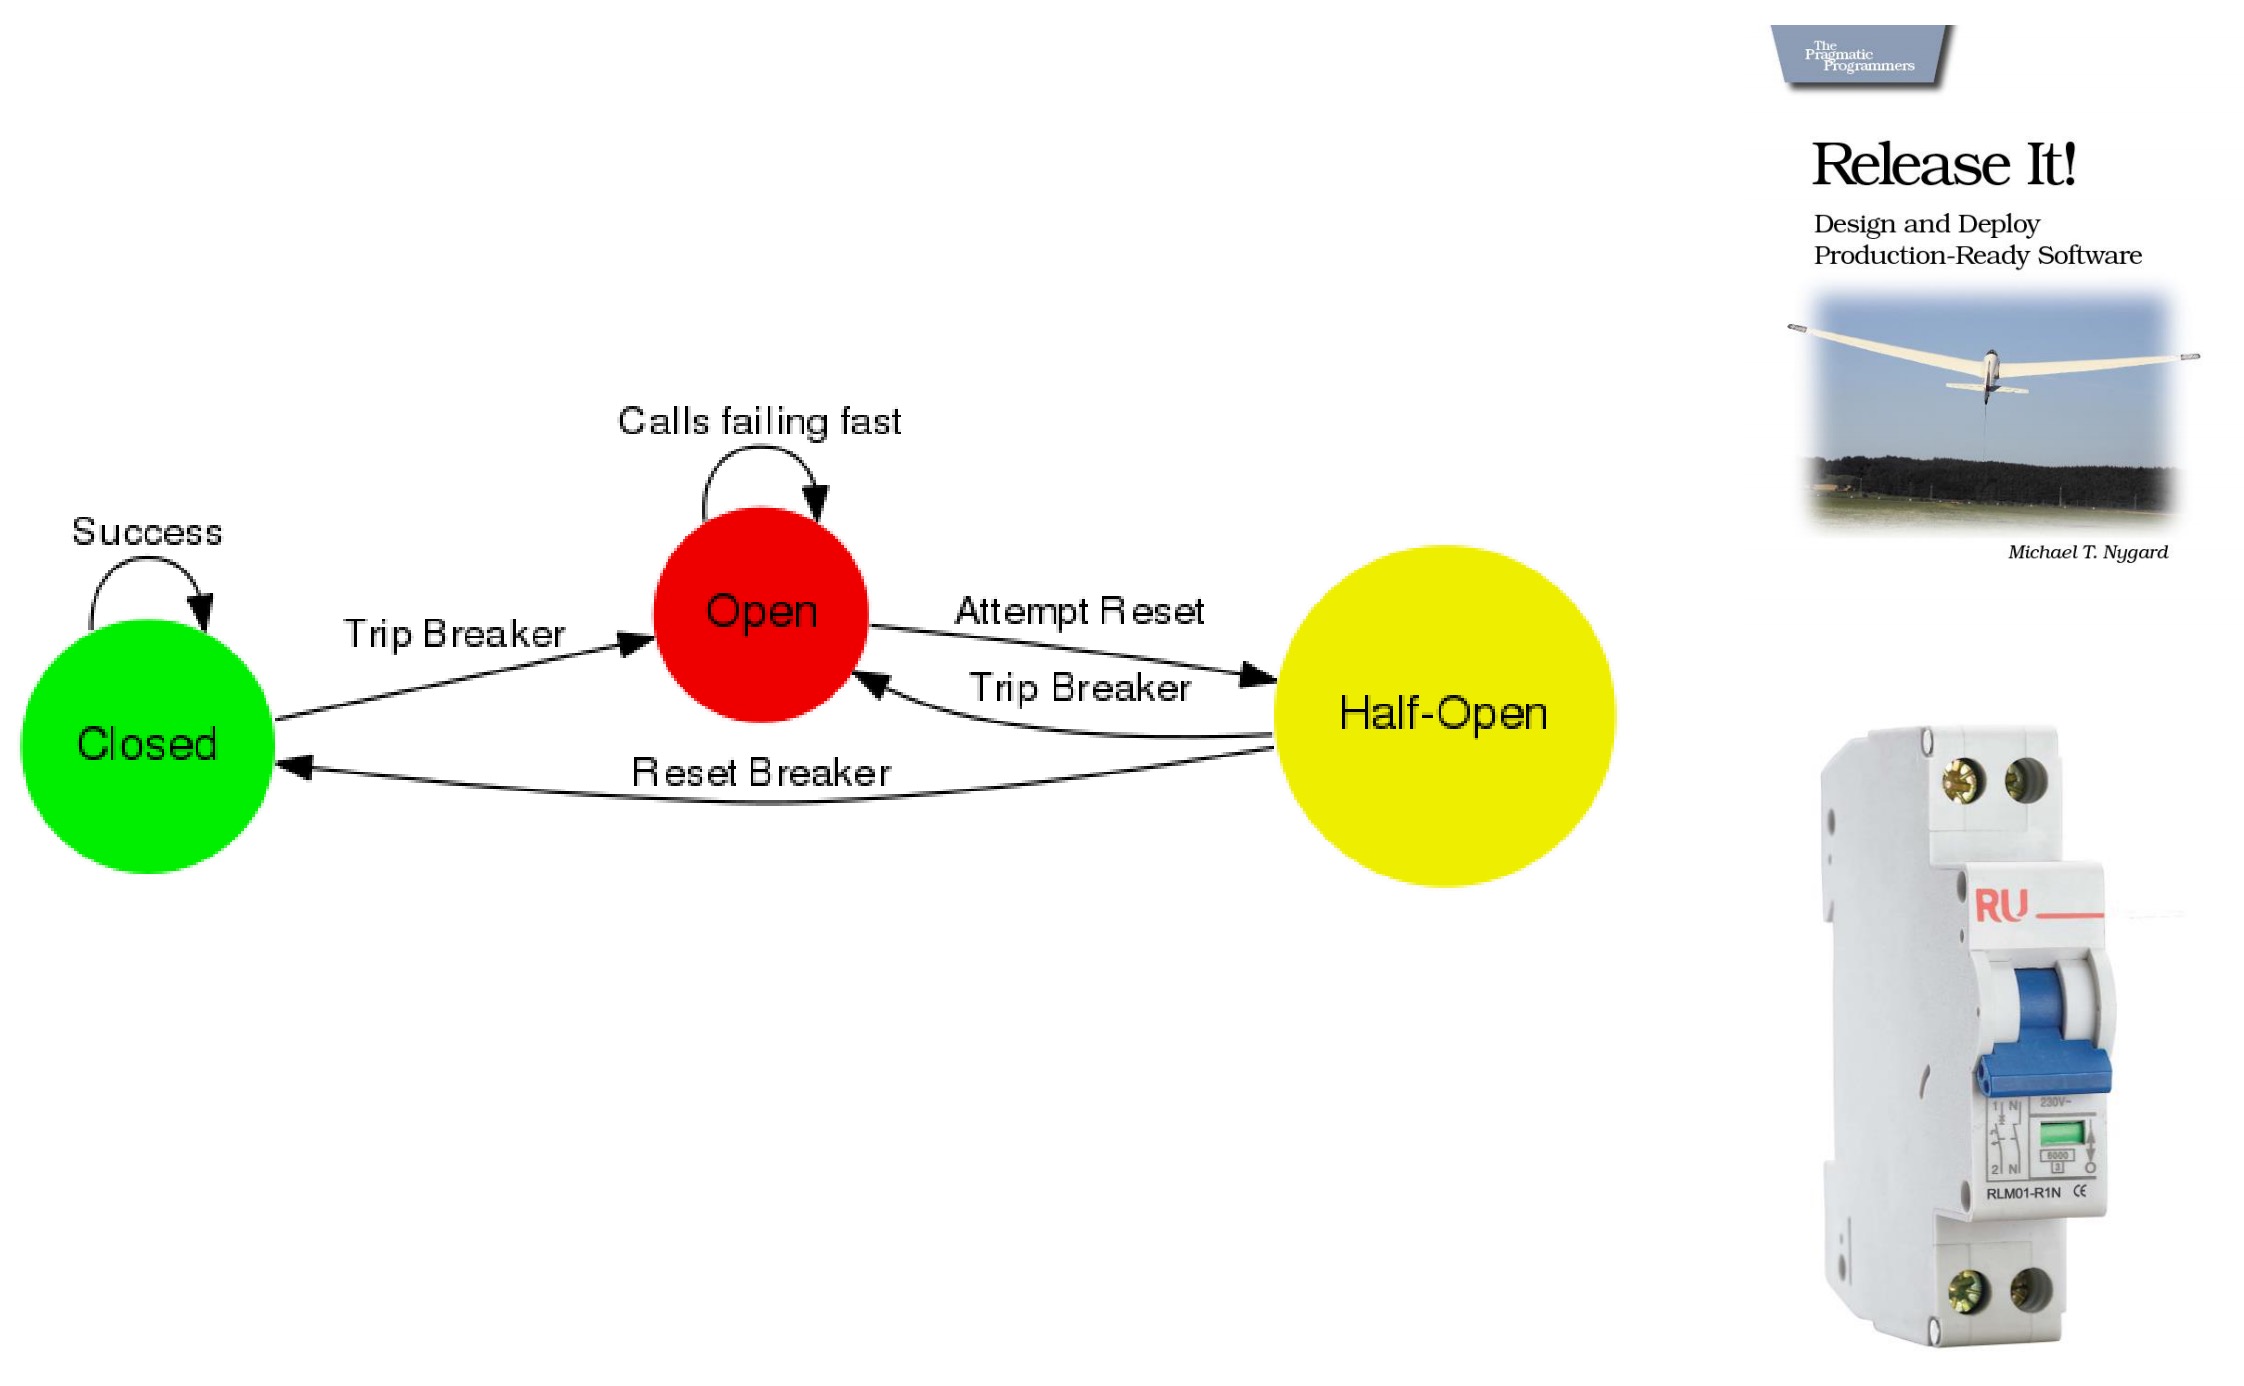 Calls failing fast
Success
Open
Trip Breaker
Attempt Reset
Trip Breaker
Half-Open
Closed
Reset Breaker
The
Pragmatic
Programmers
Release It!
Design and Deploy
Production-Ready Software
Michael T. Nygard
RU
1 N 230V~
6000
3
2 N
RLM01-R1N CE